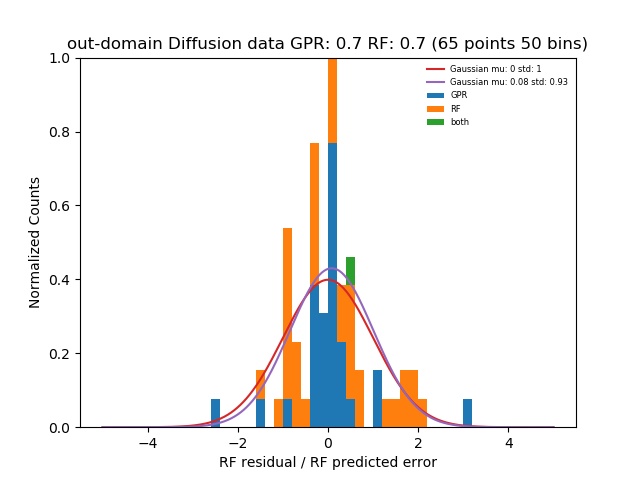 out-domain Diffusion data GPR: 0.7 RF: 0.7 (65 points 50 bins)
1.0
0.8
0.6
0.4
0.2
0.0
Normalized Counts
Gaussian mu: 0 std: 1
Gaussian mu: 0.08 std: 0.93
GPR
RF
both
−4
−2
0
2
4
RF residual / RF predicted error